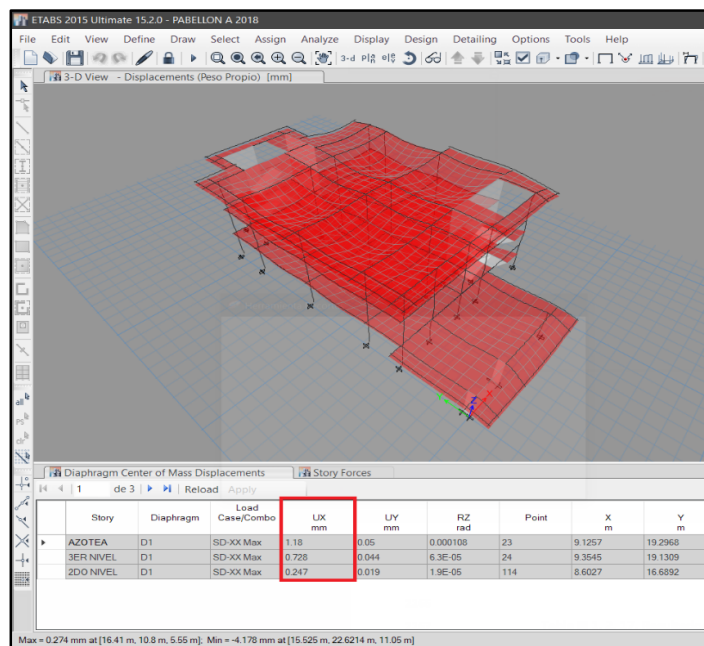 ETABS 2015 Ultimate 15.2.0 - PABELLON A 2018
File Edit View Define Draw Select Assign Analyze Display Design Detailing Options Tools Help
3-d
3-D View - Displacements (Peso Propio) [mm]
Z
all
PS
clr
Diaphragm Center of Mass Displacements Story Forces
1 de 3 Reload Apply
Story Diaphragm Load Case/Combo UX mm UY mm RZ rad Point X m Y m
AZOTEA D1 SD-XX Max 1.18 0.05 0.000108 23 9.1257 19.2968
3ER NIVEL D1 SD-XX Max 0.728 0.044 6.3E-05 24 9.3545 19.1309
2DO NIVEL D1 SD-XX Max 0.247 0.019 1.9E-05 114 8.6027 16.6892
Max = 0.274 mm at [16.41 m, 10.8 m, 5.55 m]; Min = -4.178 mm at [15.525 m, 22.6214 m, 11.05 m]